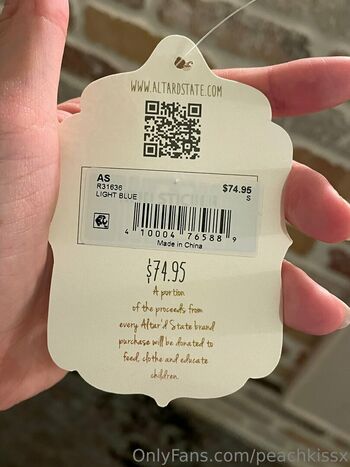 WWW.ALTARDSTATE.COM
AS
R31636 $74.95
LIGHT BLUE S
4 10004 76588 9
Made in China
$74.95
A portion
of the proceeds from
every Altar'd State brand
purchase will be donated to
feed, clothe and educate
children.
OnlyFans.com/peachkissx